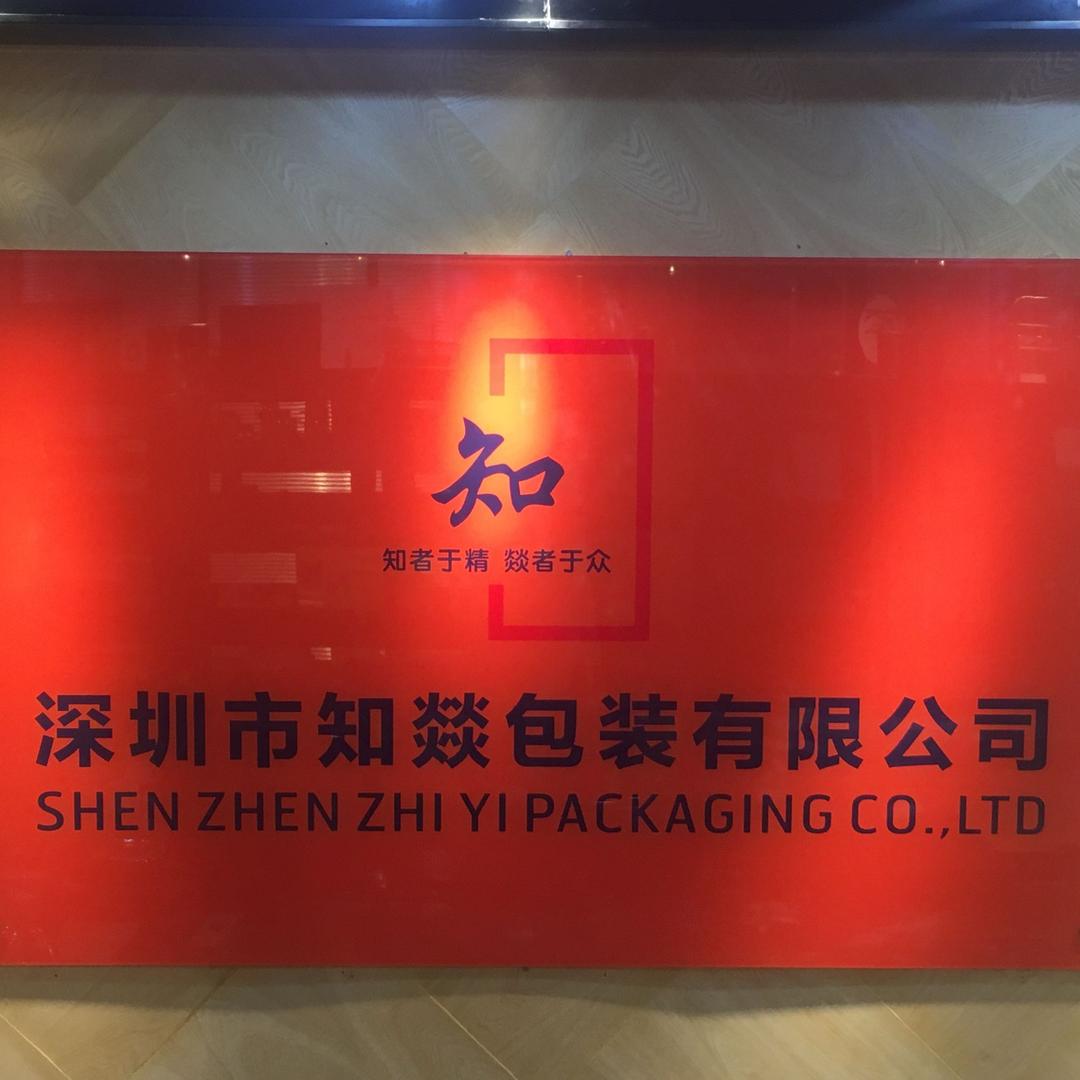 知
知者于精 燚者于众
深圳市知燚包装有限公司
SHEN ZHEN ZHI YI PACKAGING CO.,LTD